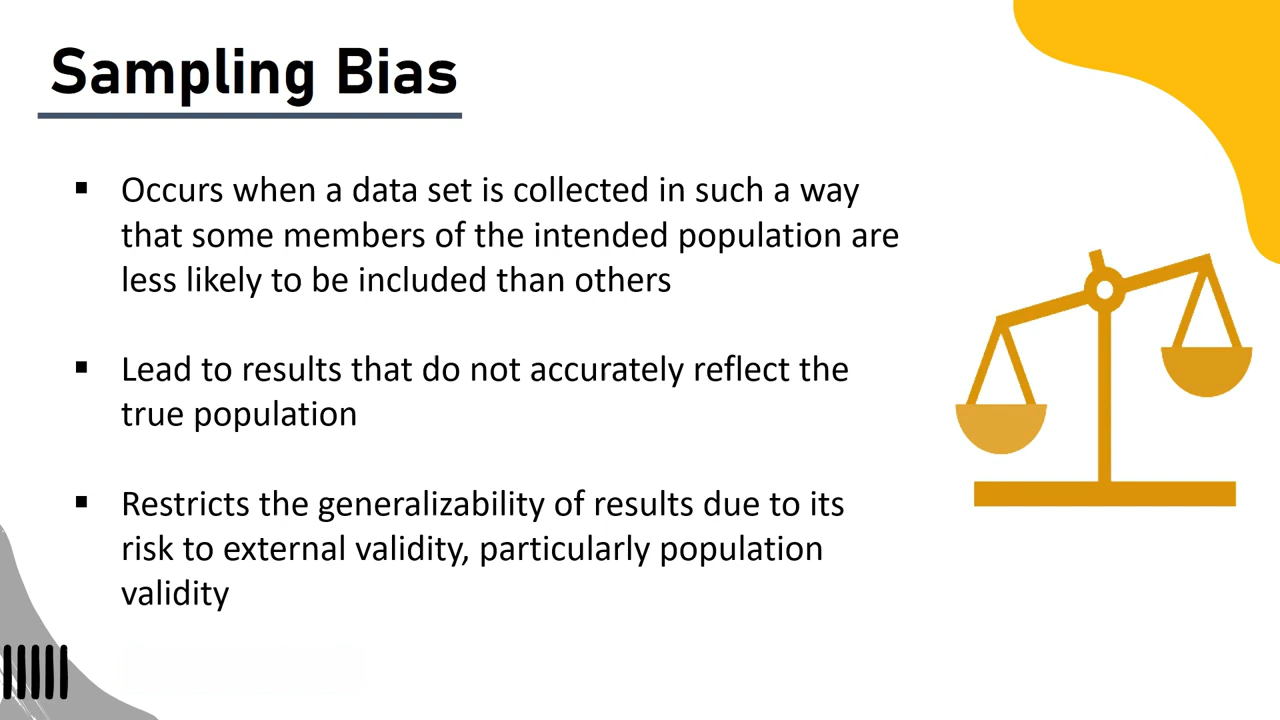 Sampling Bias
▪ Occurs when a data set is collected in such a way
that some members of the intended population are
less likely to be included than others
▪ Lead to results that do not accurately reflect the
true population
▪ Restricts the generalizability of results due to its
risk to external validity, particularly population
validity